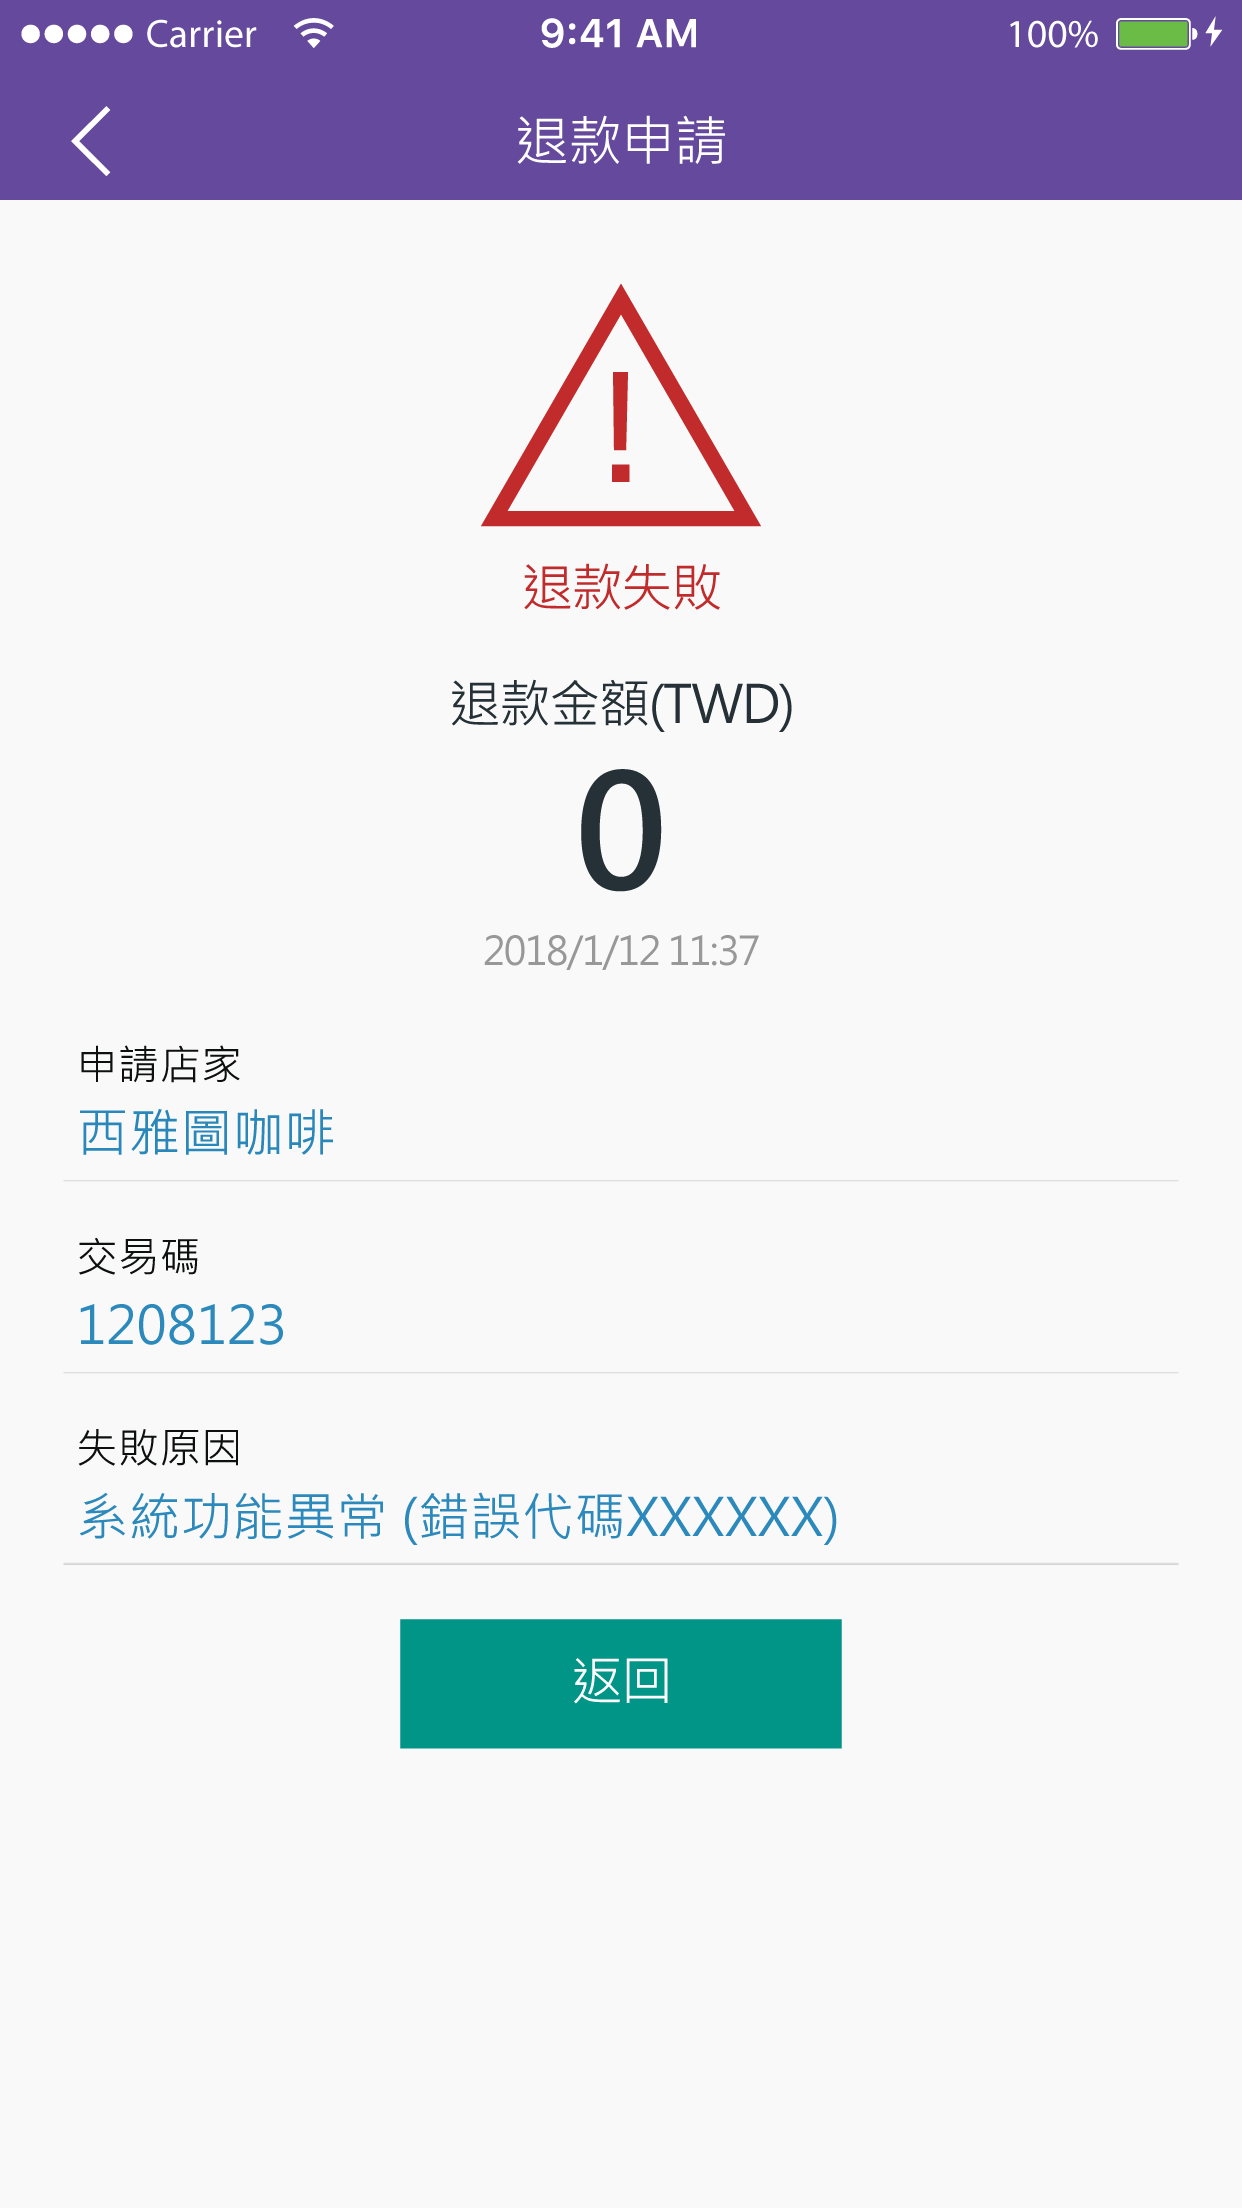 Carrier 9:41 AM 100%
退款申請
退款失敗
退款金額(TWD)
0
2018/1/12 11:37
申請店家
西雅圖咖啡
交易碼
1208123
失敗原因
系統功能異常 (錯誤代碼XXXXXX)
返回